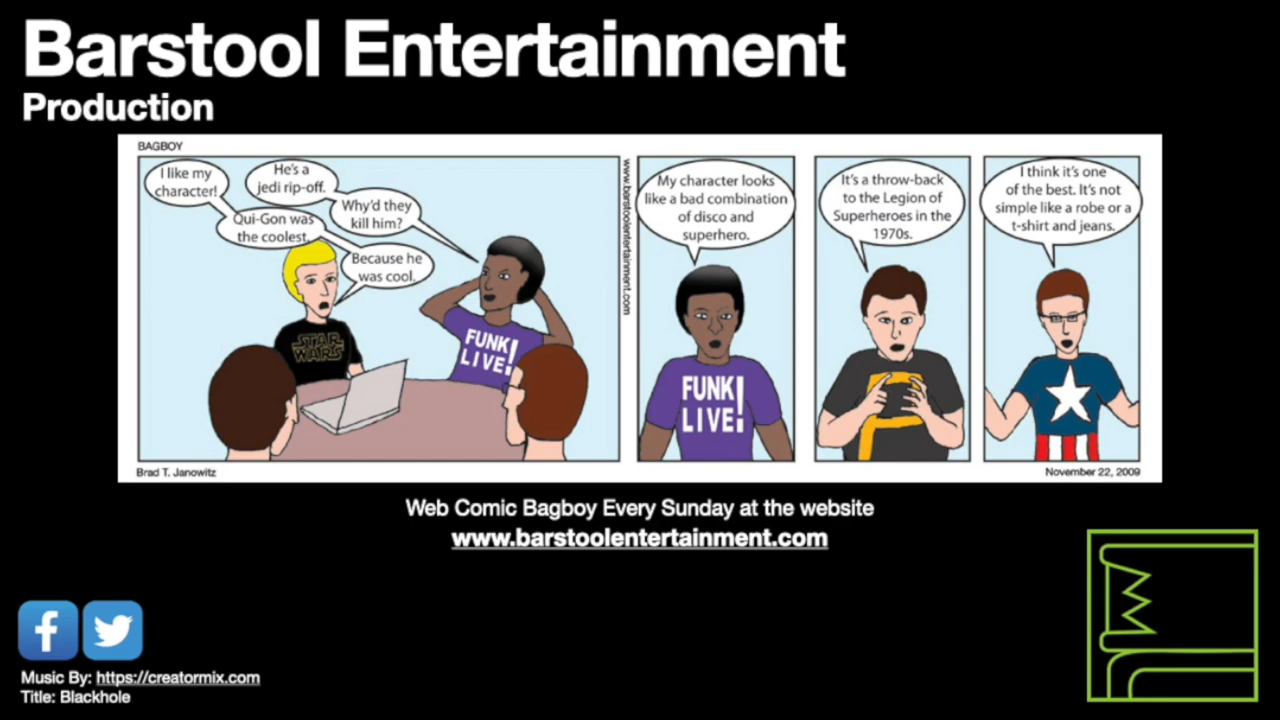 Barstool Entertainment
Production
BAGBOY
I like my
character!
He's a
jedi rip-off.
Qui-Gon was
the coolest.
Why'd they
kill him?
Because he
was cool.
STAR
WARS
FUNK
LIVE!
www.barstoolentertainment.com
My character looks
like a bad combination
of disco and
superhero.
FUNK
LIVE!
It's a throw-back
to the Legion of
Superheroes in the
1970s.
I think it's one
of the best. It's not
simple like a robe or a
t-shirt and jeans.
Brad T. Janowitz
November 22, 2009
Web Comic Bagboy Every Sunday at the website
www.barstoolentertainment.com
Music By: https://creatormix.com
Title: Blackhole